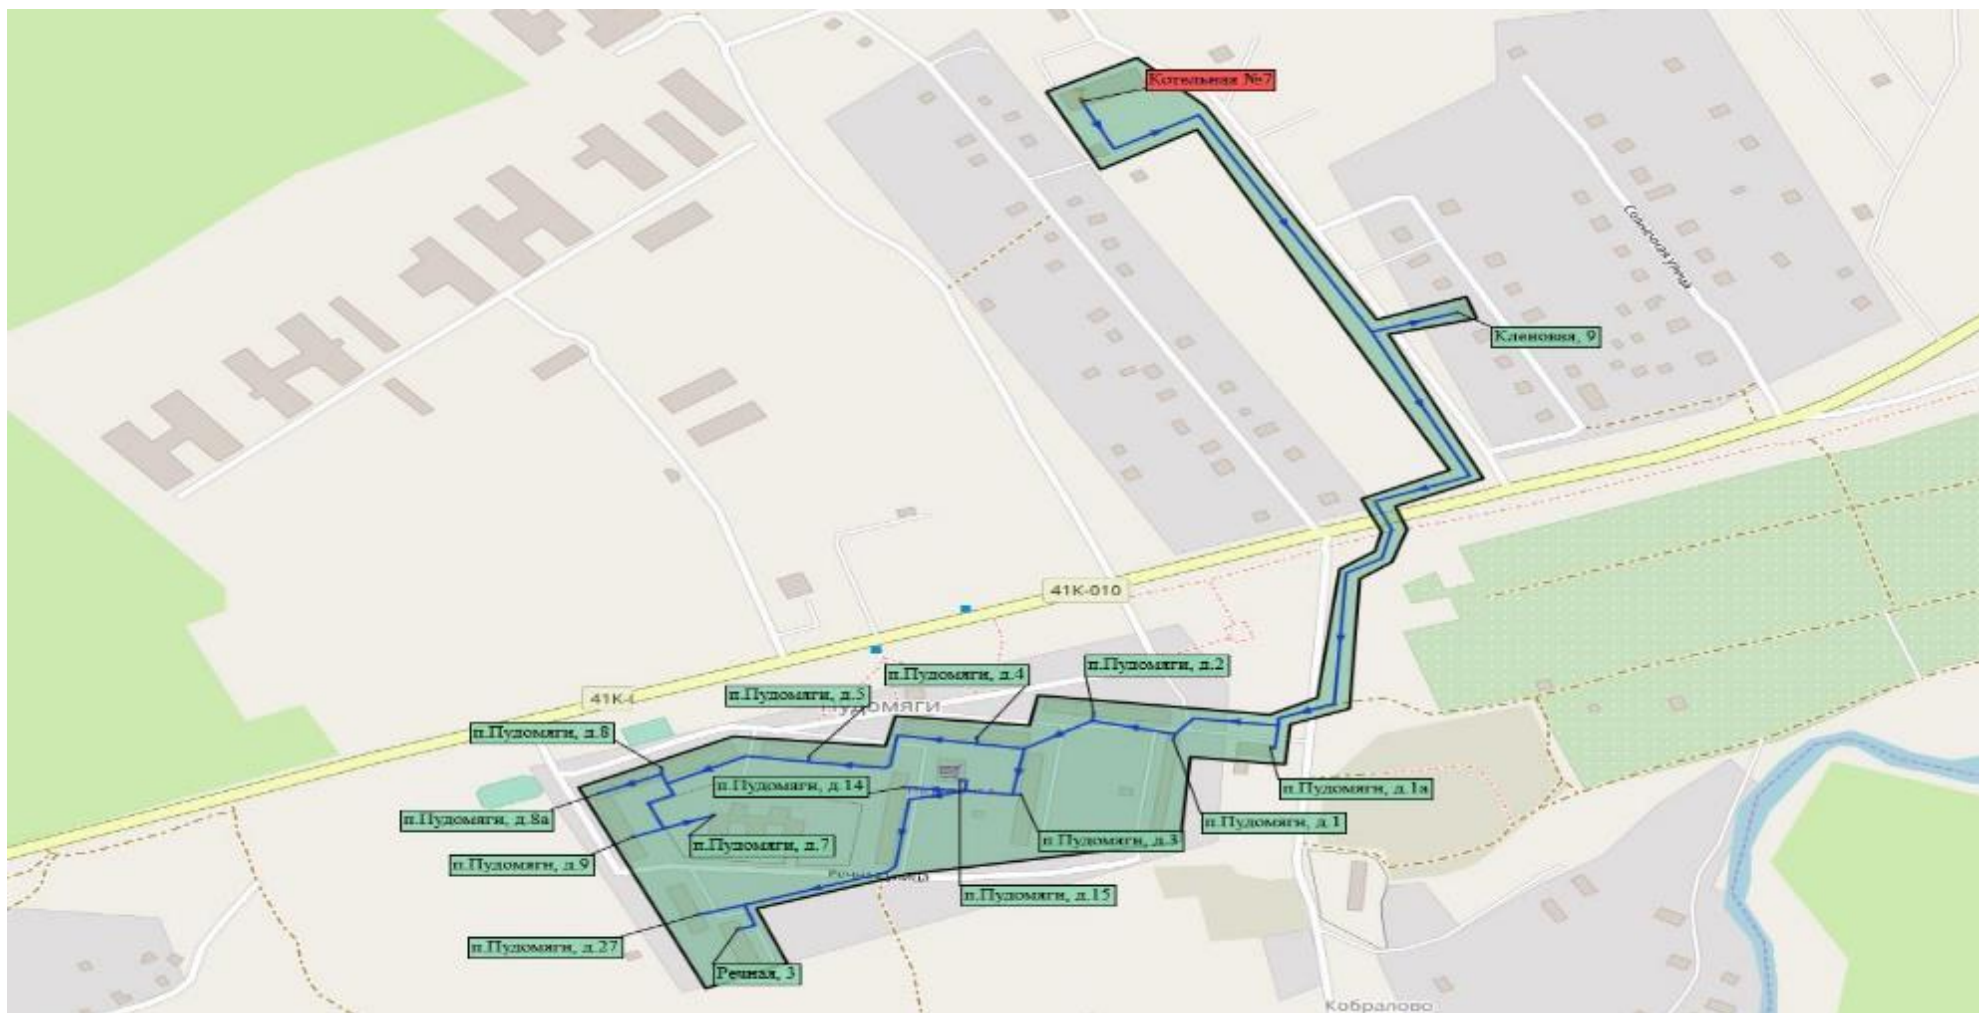 Котельная №7
Солнечная улица
Кленовая, 9
41К-010
п.Пудомяги, д.2
п.Пудомяги, д.4
п.Пудомяги, д.5
41К-(
Пудомяги
п.Пудомяги, д.8
п.Пудомяги, д.14
п.Пудомяги, д.1а
п.Пудомяги, д.8а
п.Пудомяги, д.1
п.Пудомяги, д.3
п.Пудомяги, д.7
п.Пудомяги, д.9
Речная улица
п.Пудомяги, д.15
п.Пудомяги, д.27
Речная, 3
Кобралово